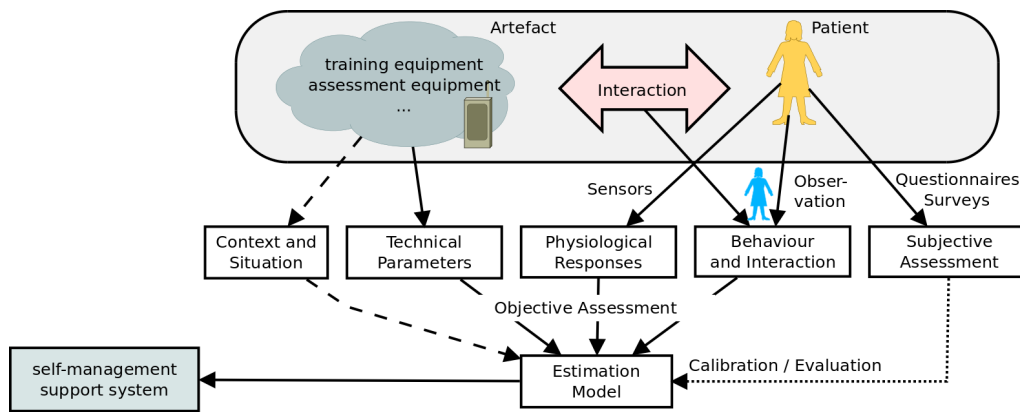 Artefact
Patient
training equipment
assessment equipment
...
Interaction
Sensors
Obser-
vation
Questionnaires
Surveys
Context and
Situation
Technical
Parameters
Physiological
Responses
Behaviour
and Interaction
Subjective
Assessment
Objective Assessment
self-management
support system
Estimation
Model
Calibration / Evaluation